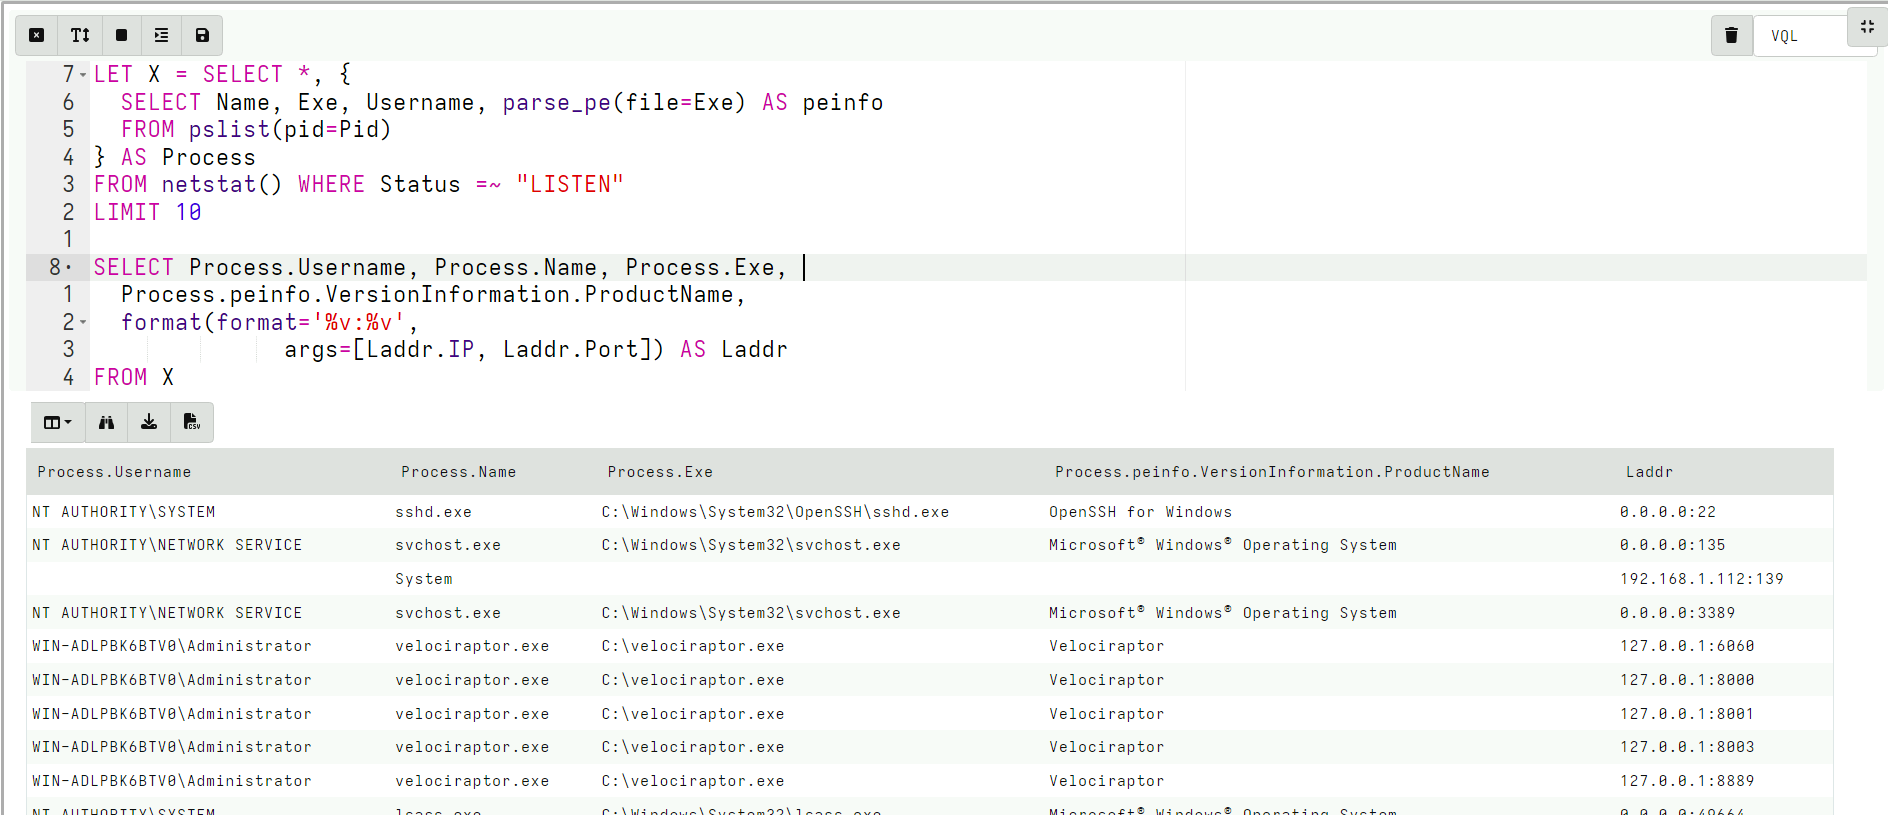 VQL
7 LET X = SELECT *, {
6 SELECT Name, Exe, Username, parse_pe(file=Exe) AS peinfo
5 FROM pslist(pid=Pid)
4 } AS Process
3 FROM netstat() WHERE Status =~ "LISTEN"
2 LIMIT 10
1
8 SELECT Process.Username, Process.Name, Process.Exe,
1 Process.peinfo.VersionInformation.ProductName,
2 format(format='%v:%v',
3 args=[Laddr.IP, Laddr.Port]) AS Laddr
4 FROM X
CSV
Process.Username Process.Name Process.Exe Process.peinfo.VersionInformation.ProductName Laddr
NT AUTHORITY\SYSTEM sshd.exe C:\Windows\System32\OpenSSH\sshd.exe OpenSSH for Windows 0.0.0.0:22
NT AUTHORITY\NETWORK SERVICE svchost.exe C:\Windows\System32\svchost.exe Microsoft® Windows® Operating System 0.0.0.0:135
System 192.168.1.112:139
NT AUTHORITY\NETWORK SERVICE svchost.exe C:\Windows\System32\svchost.exe Microsoft® Windows® Operating System 0.0.0.0:3389
WIN-ADLPBK6BTV0\Administrator velociraptor.exe C:\velociraptor.exe Velociraptor 127.0.0.1:6060
WIN-ADLPBK6BTV0\Administrator velociraptor.exe C:\velociraptor.exe Velociraptor 127.0.0.1:8000
WIN-ADLPBK6BTV0\Administrator velociraptor.exe C:\velociraptor.exe Velociraptor 127.0.0.1:8001
WIN-ADLPBK6BTV0\Administrator velociraptor.exe C:\velociraptor.exe Velociraptor 127.0.0.1:8003
WIN-ADLPBK6BTV0\Administrator velociraptor.exe C:\velociraptor.exe Velociraptor 127.0.0.1:8889
NT AUTHORITY\SYSTEM lsass.exe C:\Windows\System32\lsass.exe Microsoft® Windows® Operating System 0.0.0.0:49664